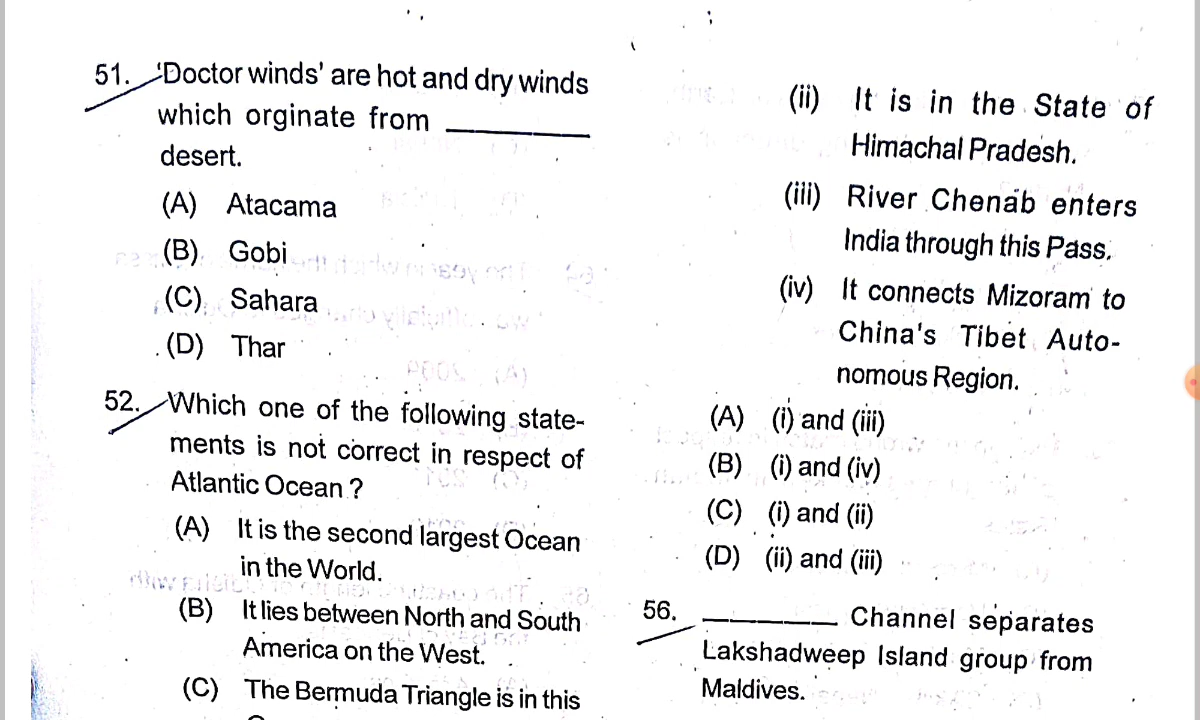 51. 'Doctor winds' are hot and dry winds
which orginate from ________
desert.
(A) Atacama
(B) Gobi
(C) Sahara
(D) Thar
52. Which one of the following state-
ments is not correct in respect of
Atlantic Ocean ?
(A) It is the second largest Ocean
in the World.
(B) It lies between North and South
America on the West.
(C) The Bermuda Triangle is in this
(ii) It is in the State of
Himachal Pradesh.
(iii) River Chenab enters
India through this Pass.
(iv) It connects Mizoram to
China's Tibet Auto-
nomous Region.
(A) (i) and (iii)
(B) (i) and (iv)
(C) (i) and (ii)
(D) (ii) and (iii)
56. ________ Channel separates
Lakshadweep Island group from
Maldives.